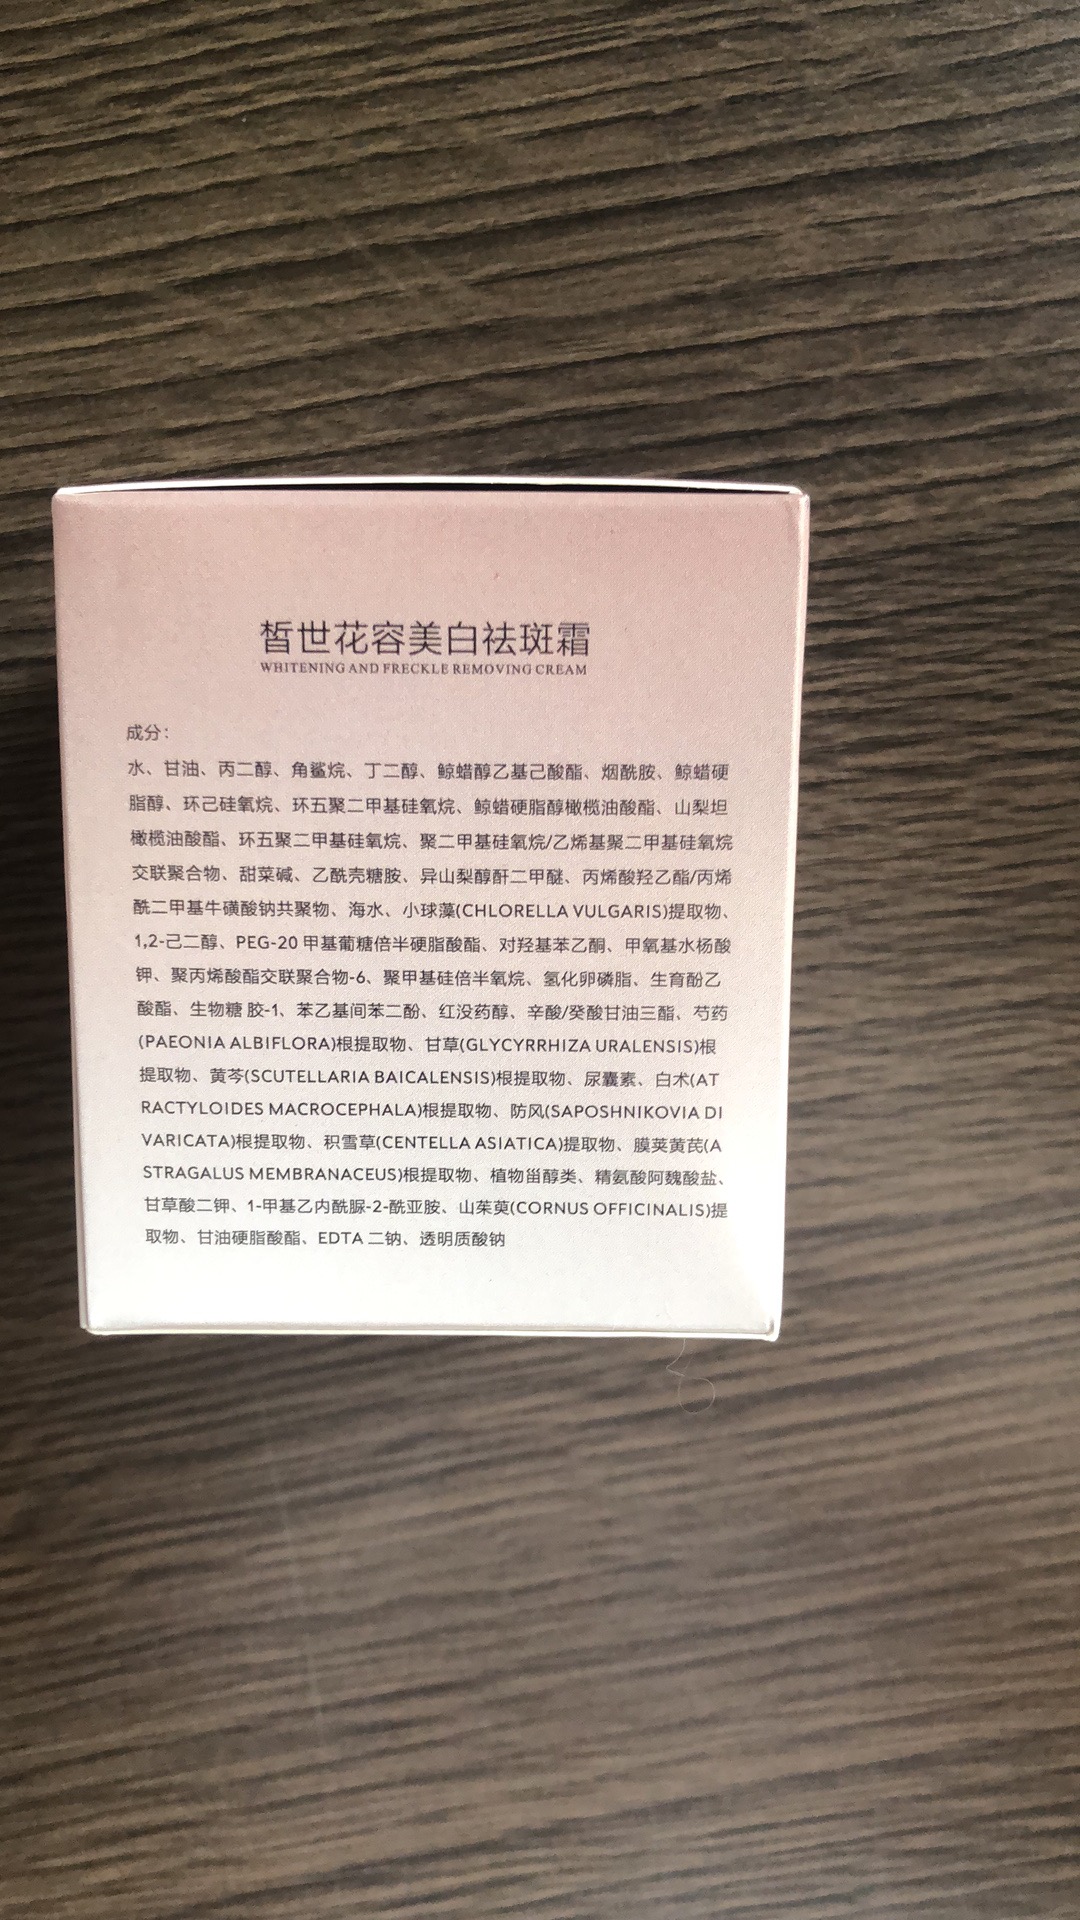 皙世花容美白祛斑霜
WHITENING AND FRECKLE REMOVING CREAM
成分：
水、甘油、丙二醇、角鲨烷、丁二醇、鲸蜡醇乙基己酸酯、烟酰胺、鲸蜡硬
脂醇、环己硅氧烷、环五聚二甲基硅氧烷、鲸蜡硬脂醇橄榄油酸酯、山梨坦
橄榄油酸酯、环五聚二甲基硅氧烷、聚二甲基硅氧烷/乙烯基聚二甲基硅氧烷
交联聚合物、甜菜碱、乙酰壳糖胺、异山梨醇酐二甲醚、丙烯酸羟乙酯/丙烯
酰二甲基牛磺酸钠共聚物、海水、小球藻(CHLORELLA VULGARIS)提取物、
1,2-己二醇、PEG-20 甲基葡糖倍半硬脂酸酯、对羟基苯乙酮、甲氧基水杨酸
钾、聚丙烯酸酯交联聚合物-6、聚甲基硅倍半氧烷、氢化卵磷脂、生育酚乙
酸酯、生物糖 胶-1、苯乙基间苯二酚、红没药醇、辛酸/癸酸甘油三酯、芍药
(PAEONIA ALBIFLORA)根提取物、甘草(GLYCYRRHIZA URALENSIS)根
提取物、黄芩(SCUTELLARIA BAICALENSIS)根提取物、尿囊素、白术(AT
RACTYLOIDES MACROCEPHALA)根提取物、防风(SAPOSHNIKOVIA DI
VARICATA)根提取物、积雪草(CENTELLA ASIATICA)提取物、膜荚黄芪(A
STRAGALUS MEMBRANACEUS)根提取物、植物甾醇类、精氨酸阿魏酸盐、
甘草酸二钾、1-甲基乙内酰脲-2-酰亚胺、山茱萸(CORNUS OFFICINALIS)提
取物、甘油硬脂酸酯、EDTA 二钠、透明质酸钠